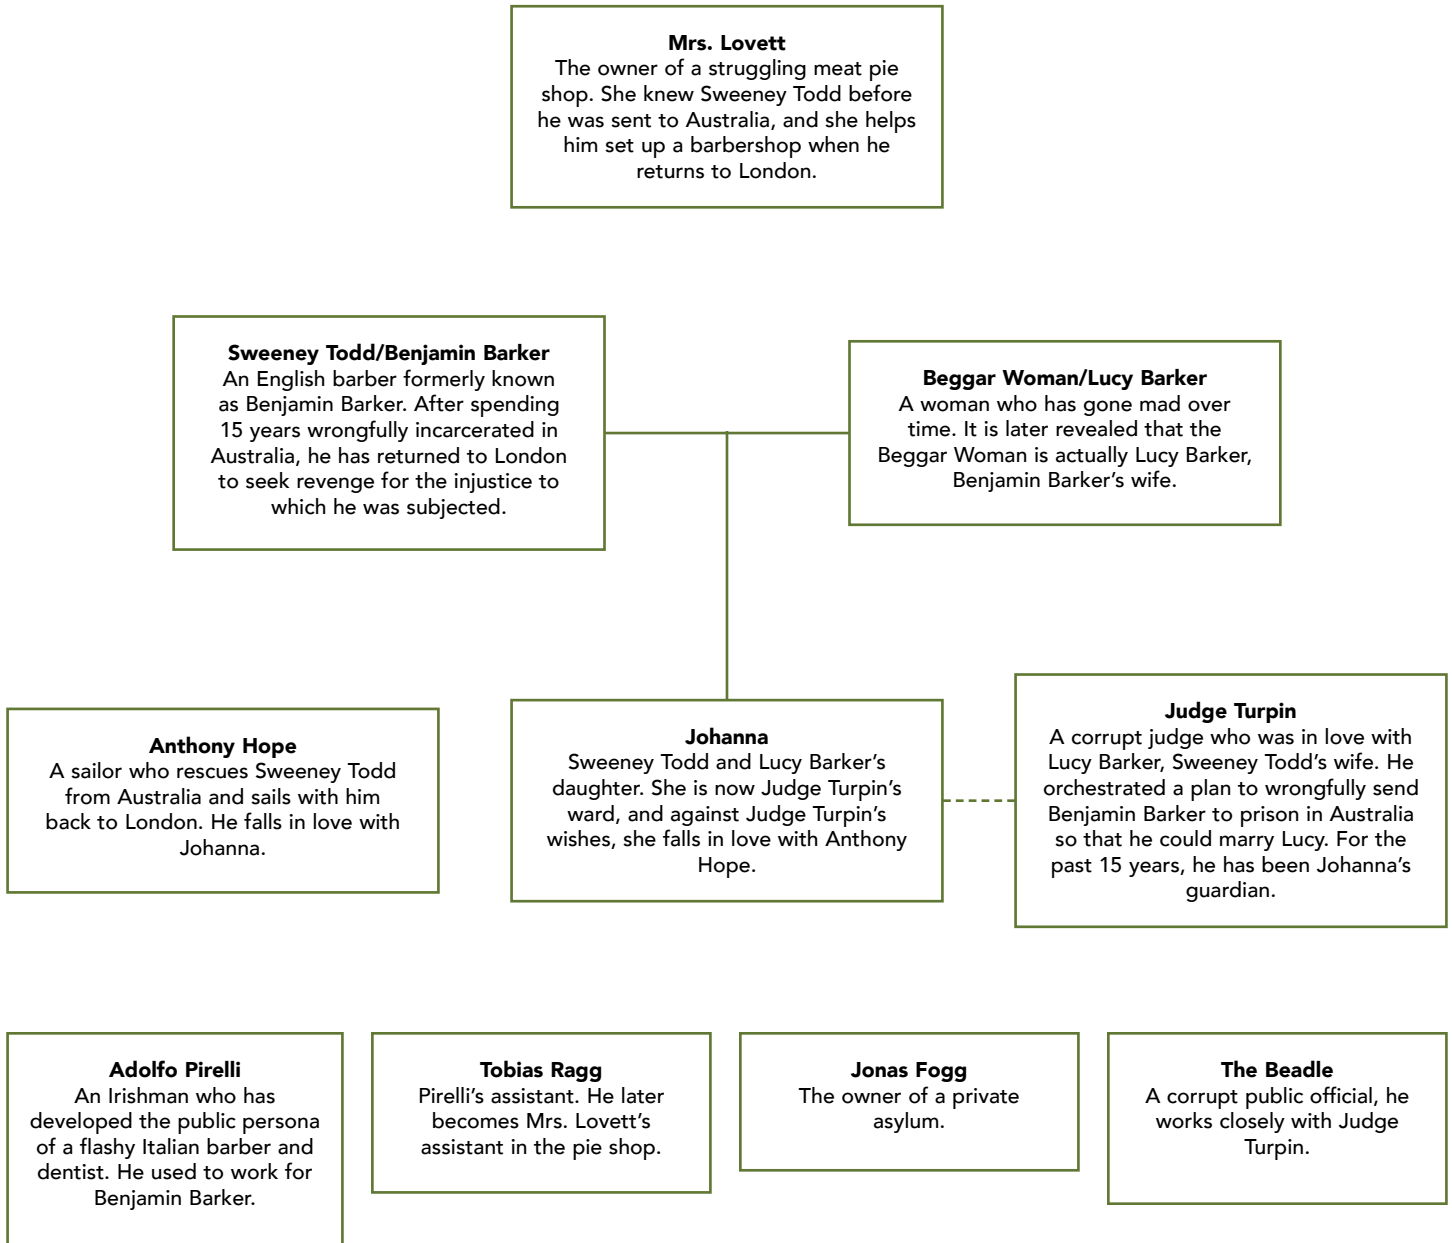 Mrs. Lovett
The owner of a struggling meat pie
shop. She knew Sweeney Todd before
he was sent to Australia, and she helps
him set up a barbershop when he
returns to London.
Sweeney Todd/Benjamin Barker
An English barber formerly known
as Benjamin Barker. After spending
15 years wrongfully incarcerated in
Australia, he has returned to London
to seek revenge for the injustice to
which he was subjected.
Beggar Woman/Lucy Barker
A woman who has gone mad over
time. It is later revealed that the
Beggar Woman is actually Lucy Barker,
Benjamin Barker’s wife.
Anthony Hope
A sailor who rescues Sweeney Todd
from Australia and sails with him
back to London. He falls in love with
Johanna.
Johanna
Sweeney Todd and Lucy Barker’s
daughter. She is now Judge Turpin’s
ward, and against Judge Turpin’s
wishes, she falls in love with Anthony
Hope.
Judge Turpin
A corrupt judge who was in love with
Lucy Barker, Sweeney Todd’s wife. He
orchestrated a plan to wrongfully send
Benjamin Barker to prison in Australia
so that he could marry Lucy. For the
past 15 years, he has been Johanna’s
guardian.
Adolfo Pirelli
An Irishman who has
developed the public persona
of a flashy Italian barber and
dentist. He used to work for
Benjamin Barker.
Tobias Ragg
Pirelli’s assistant. He later
becomes Mrs. Lovett’s
assistant in the pie shop.
Jonas Fogg
The owner of a private
asylum.
The Beadle
A corrupt public official, he
works closely with Judge
Turpin.